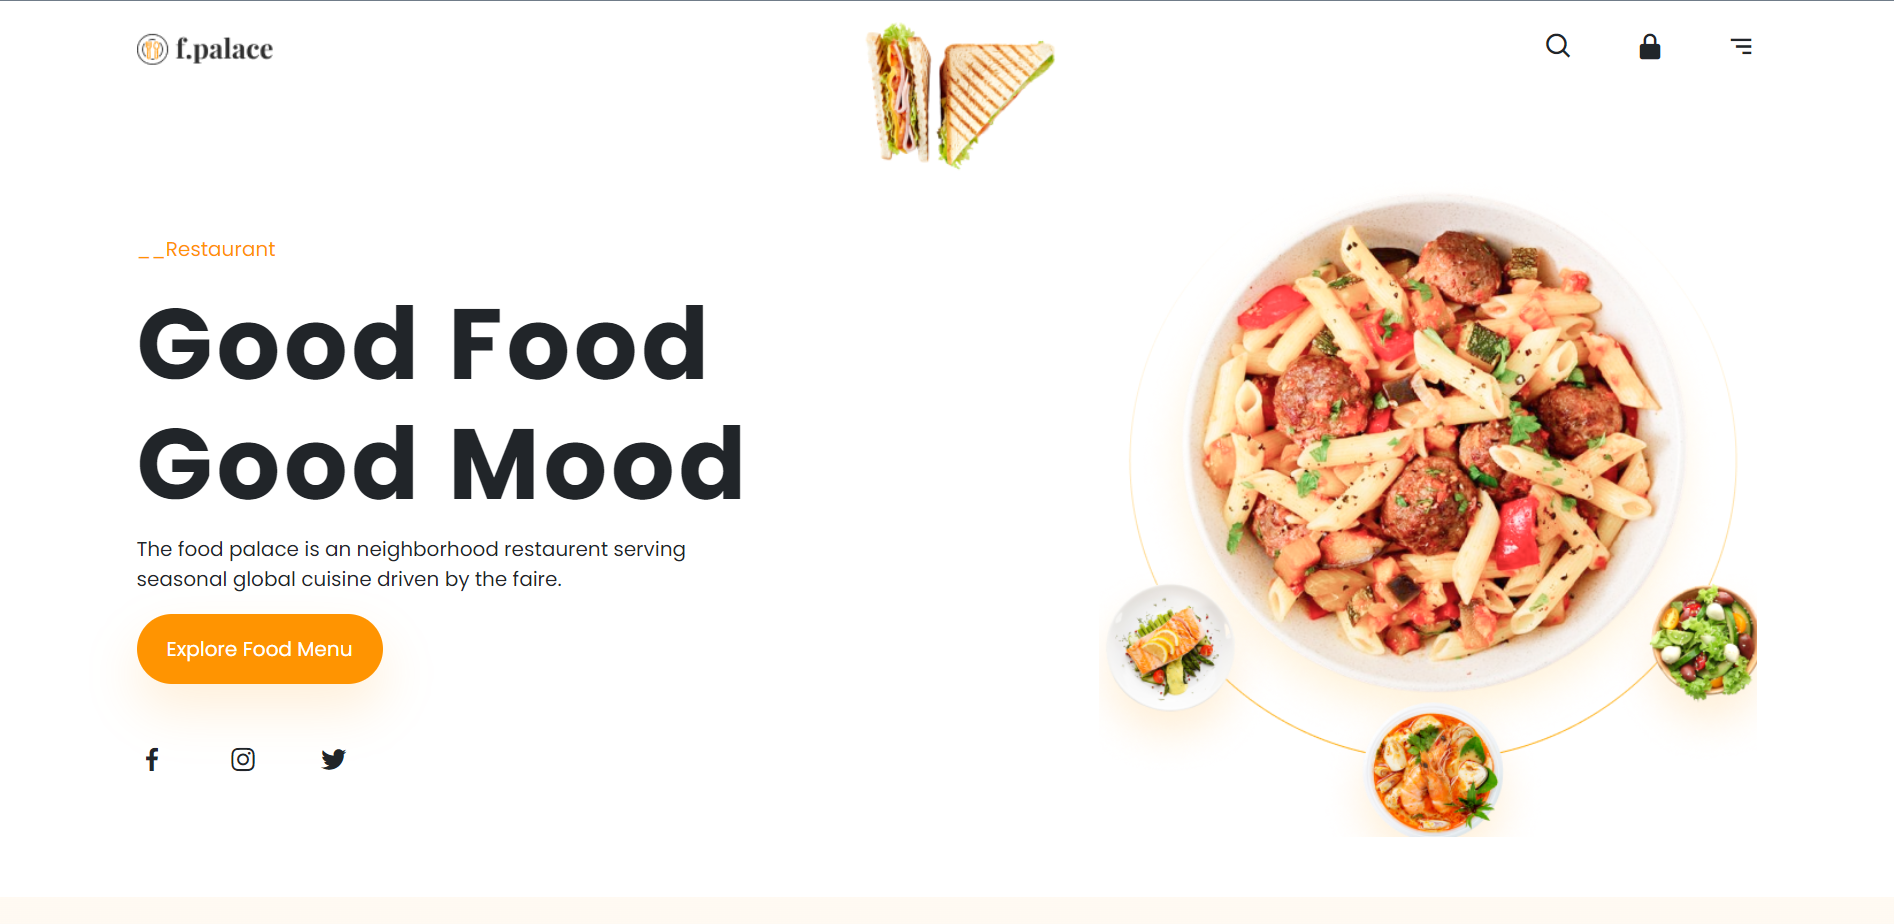 f.palace
__Restaurant
Good Food
Good Mood
The food palace is an neighborhood restaurent serving
seasonal global cuisine driven by the faire.
Explore Food Menu